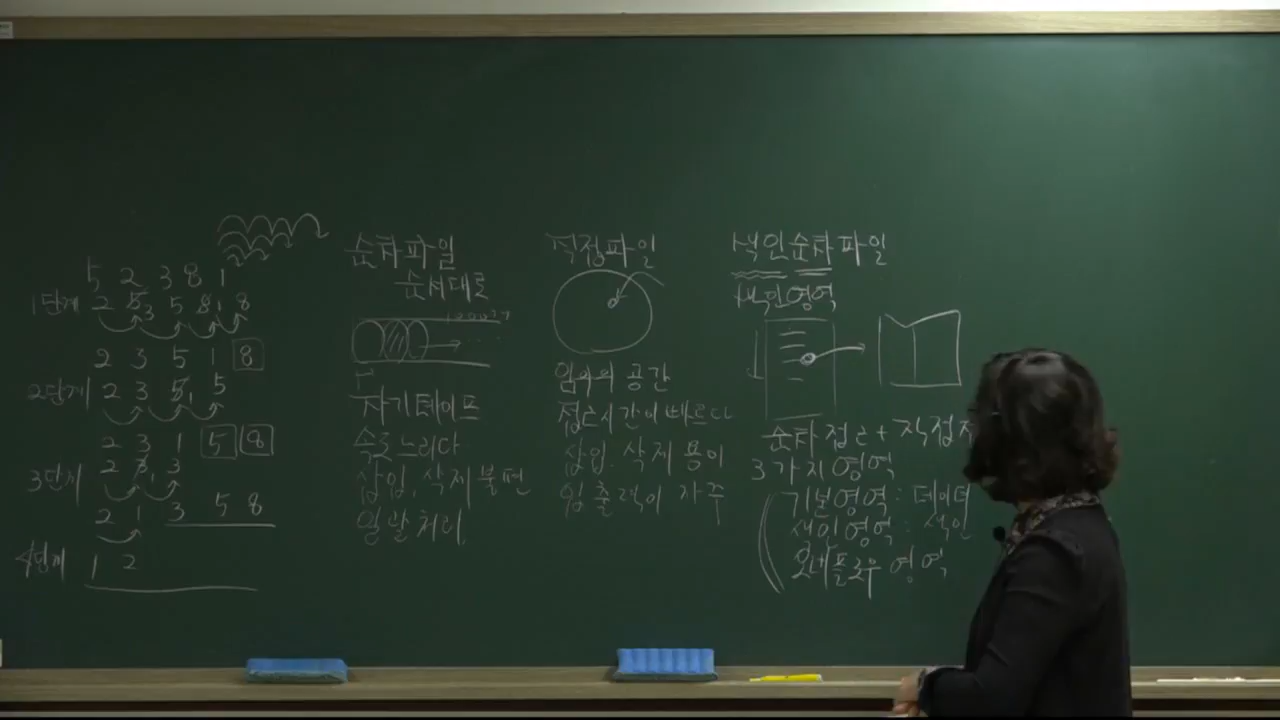 5 2 3 8 1
1단계 2 5 3 5 8 1 8
2 3 5 1 8
2단계 2 3 5 1 5
2 3 1 5 8
2 3 1 3
3단계
2 1 3 5 8
4단계 1 2
순차파일
순서대로
자기테이프
속도느리다
삽입, 삭제 불편
일괄처리
직접파일
임의의 공간
접근시간이 빠르다
삽입, 삭제 용이
입출력이 자주
색인순차파일
색인영역
순차접근 + 직접
3가지영역
기본영역 : 데이터
색인영역 : 색인
오버플로우 영역